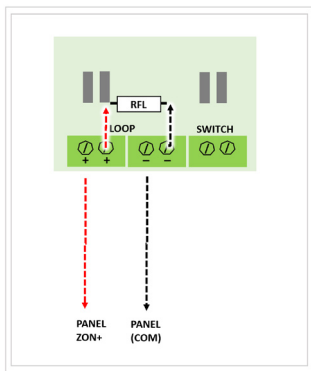 RFL
LOOP
SWITCH
+ + − −
PANEL
ZON+
PANEL
(COM)